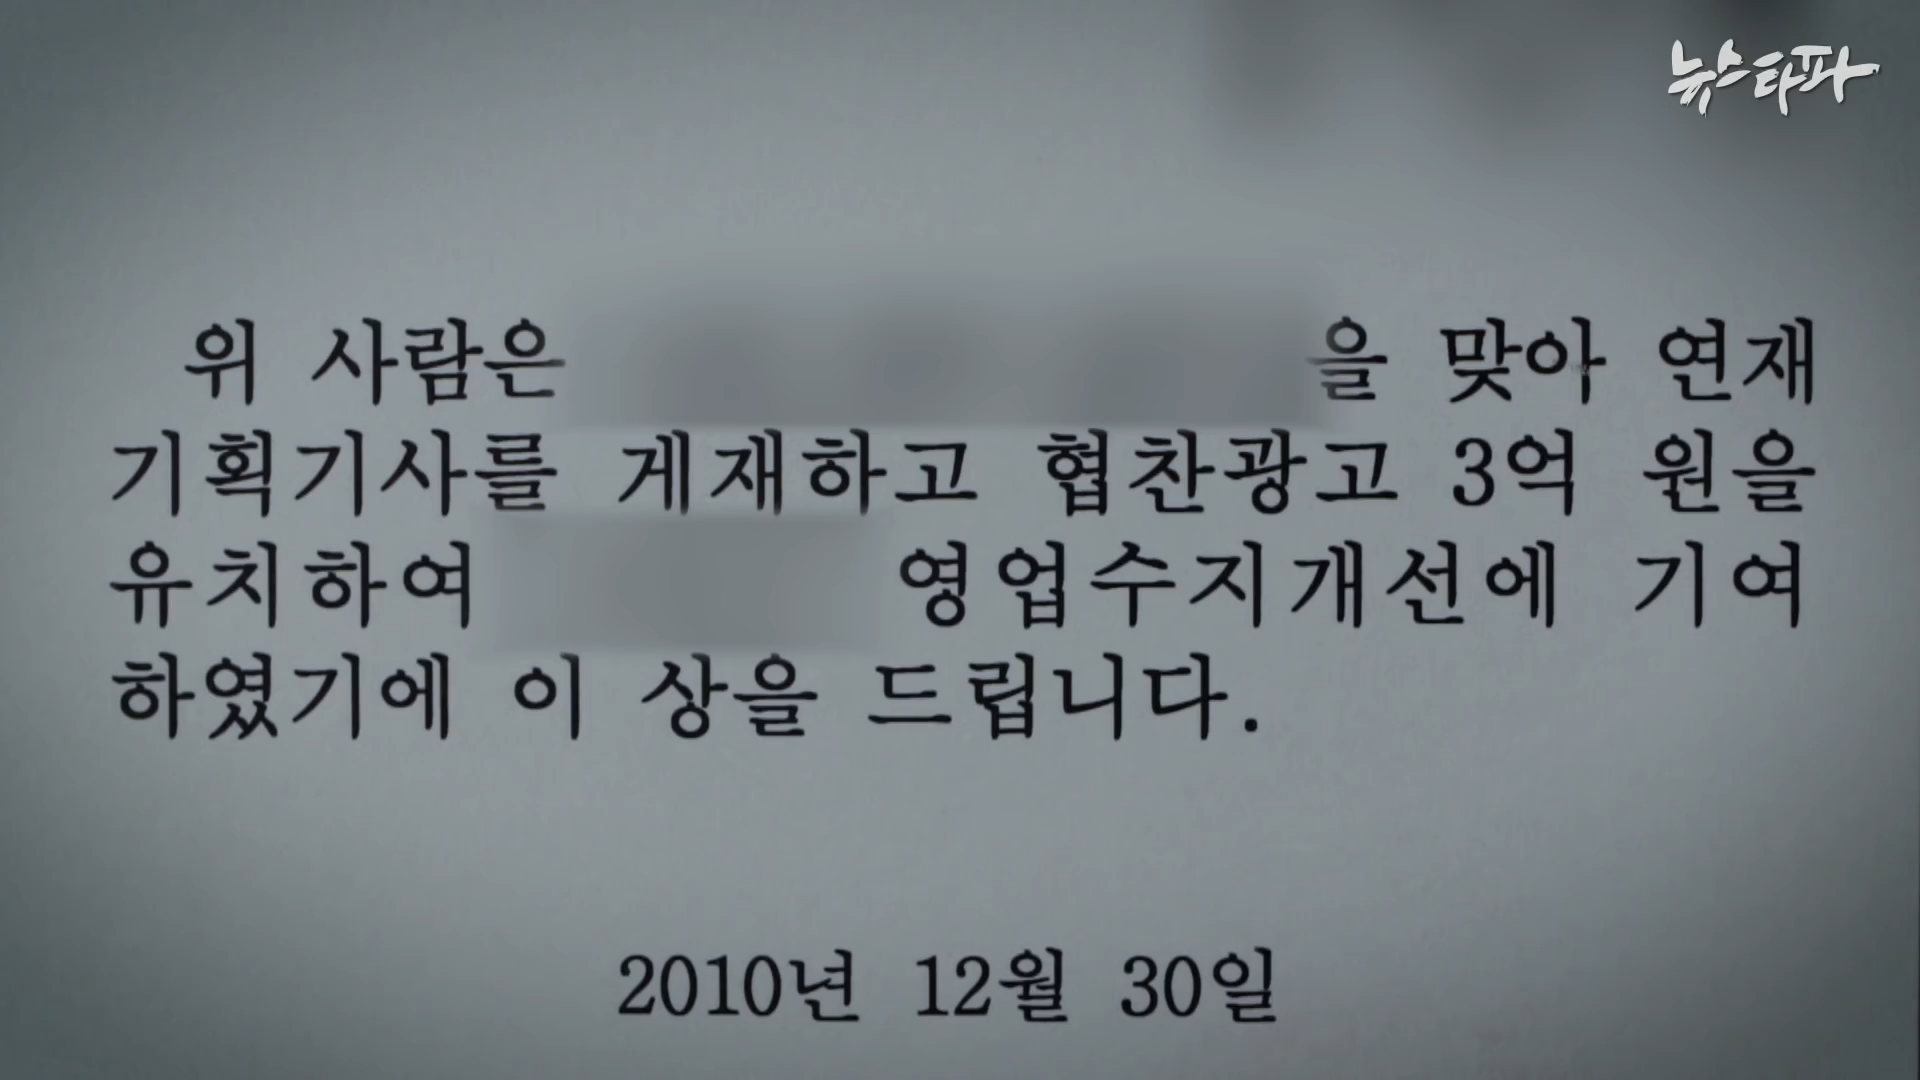 뉴스타파
위 사람은 을 맞아 연재
기획기사를 게재하고 협찬광고 3억 원을
유치하여 영업수지개선에 기여
하였기에 이 상을 드립니다.
2010년 12월 30일